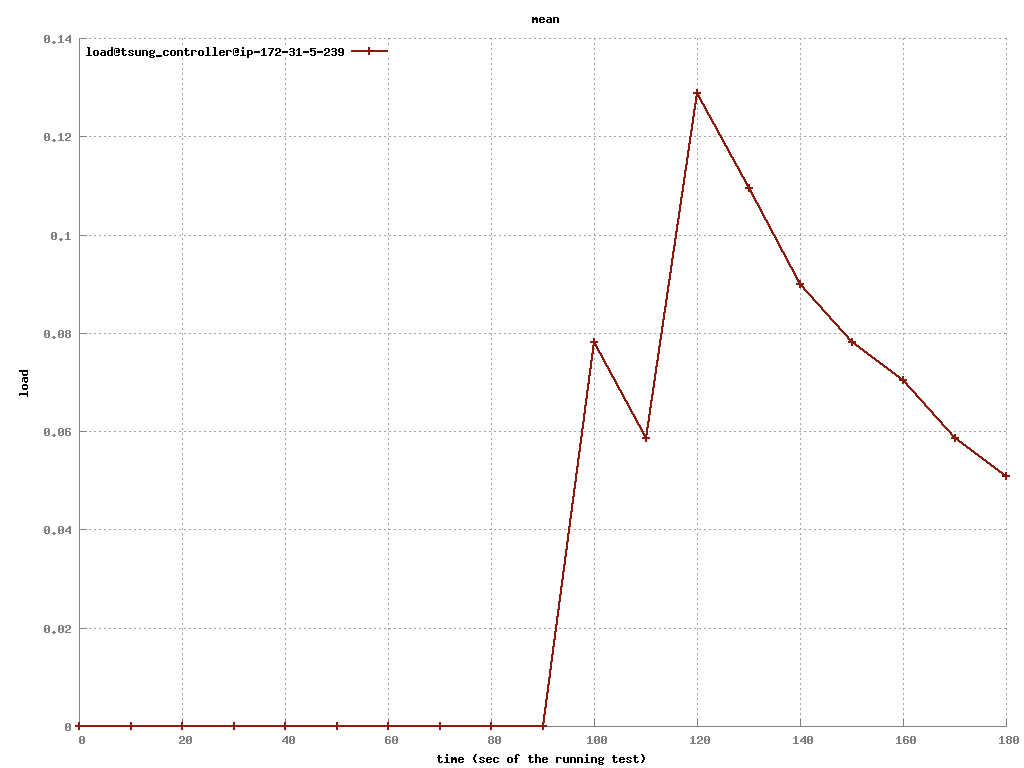 mean
load@tsung_controller@ip-172-31-5-239
0.14
0.12
0.1
0.08
0.06
0.04
0.02
0
load
0 20 40 60 80 100 120 140 160 180
time (sec of the running test)